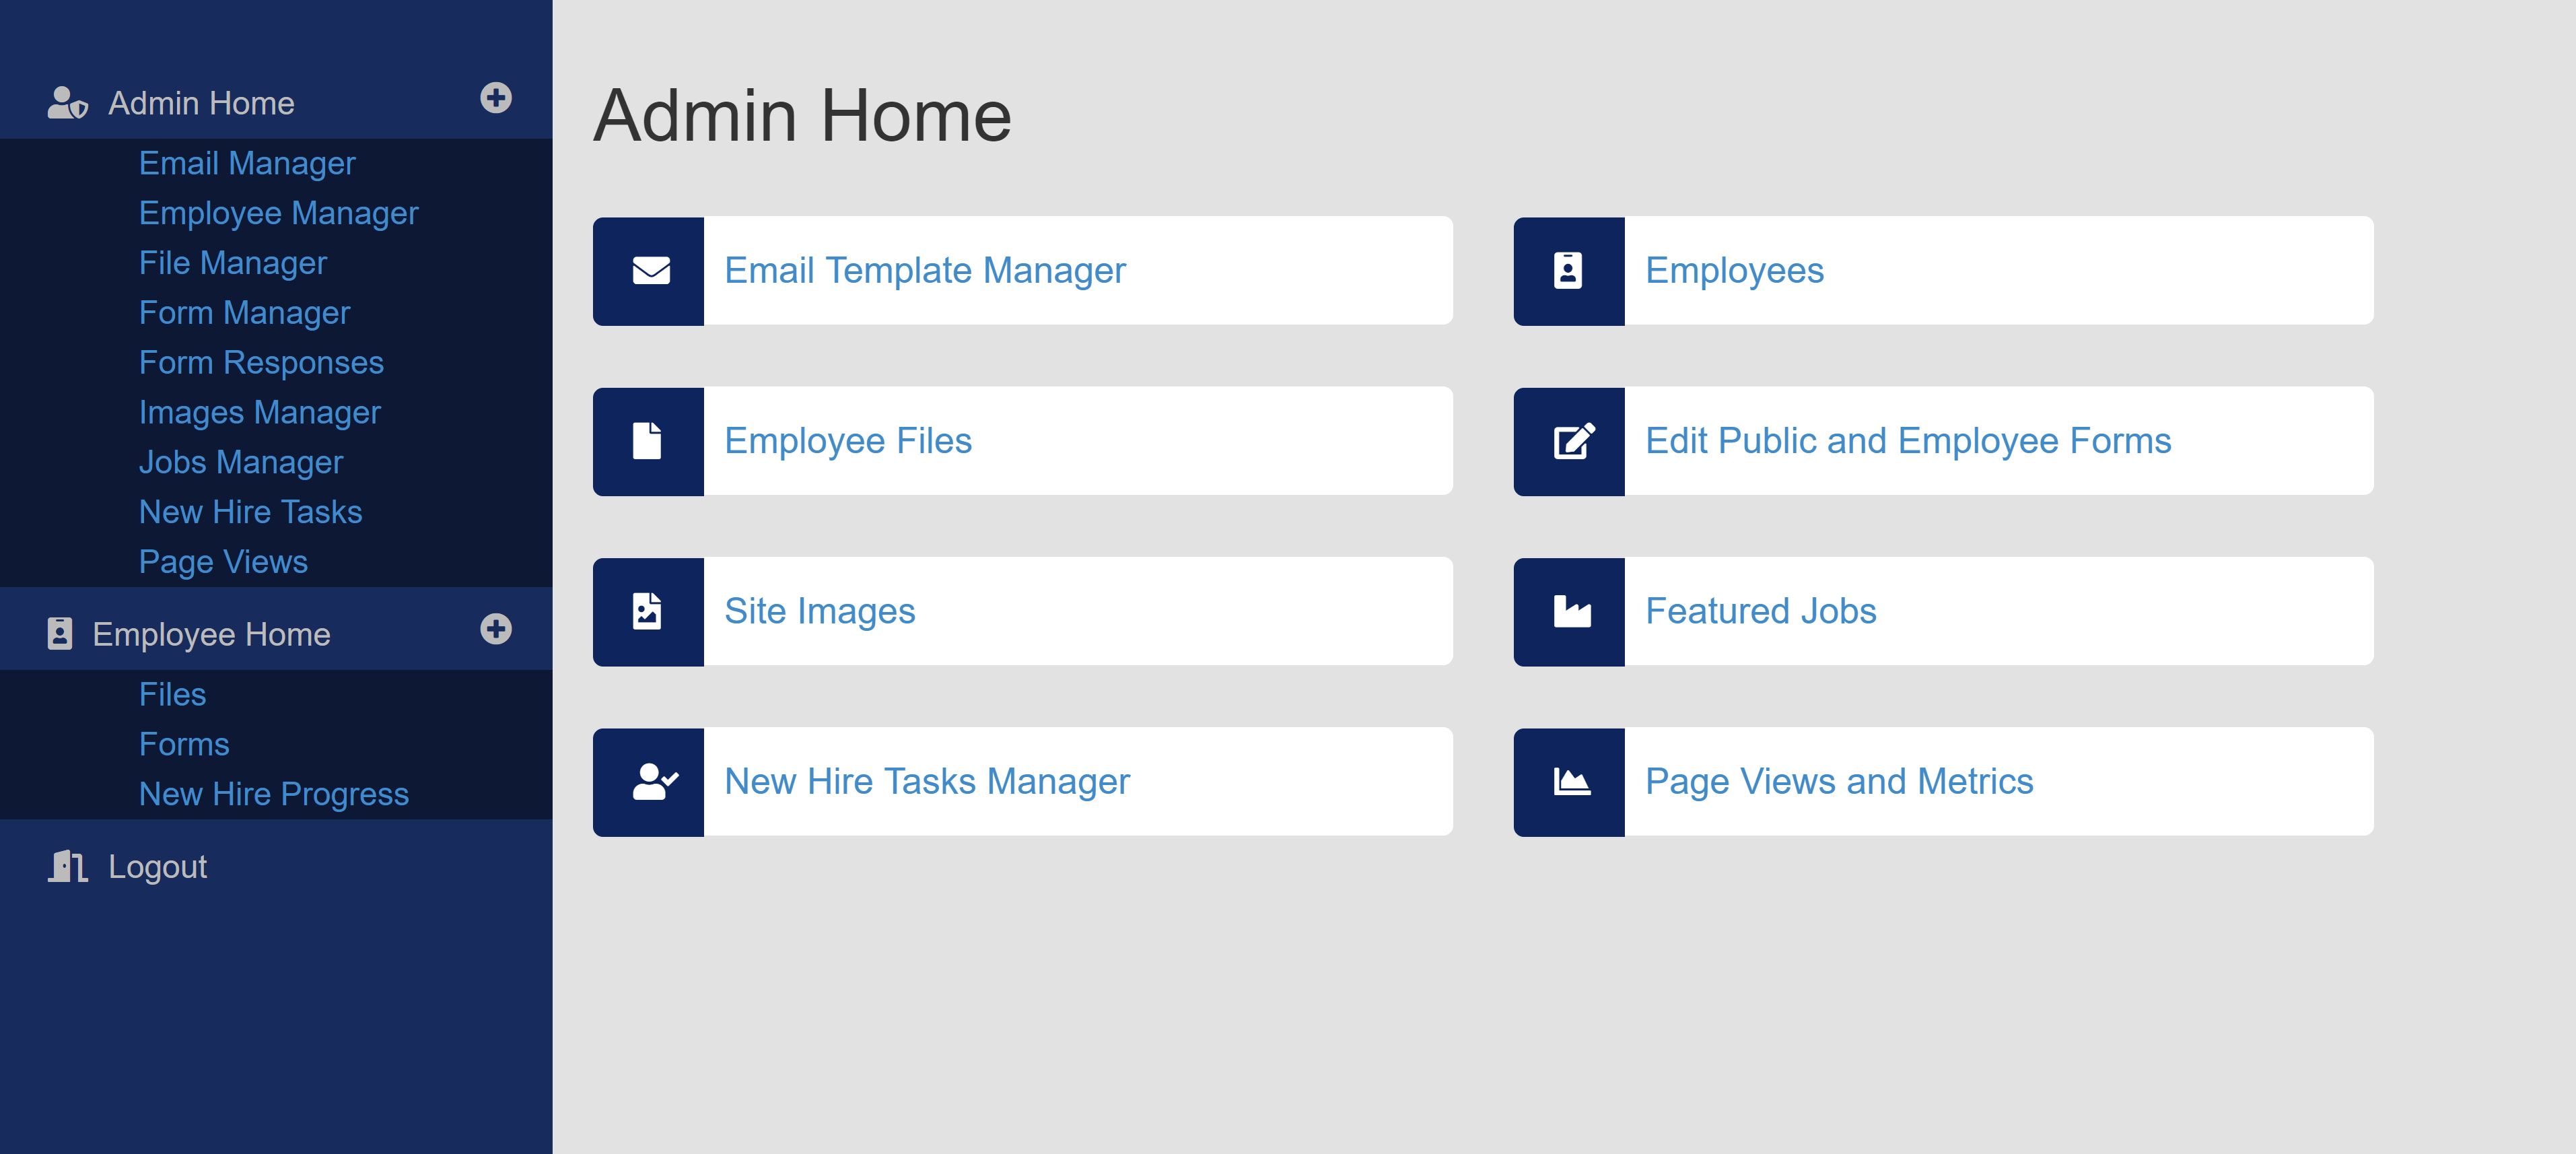 Admin Home
Email Manager
Employee Manager
File Manager
Form Manager
Form Responses
Images Manager
Jobs Manager
New Hire Tasks
Page Views
Employee Home
Files
Forms
New Hire Progress
Logout
Admin Home
Email Template Manager
Employees
Employee Files
Edit Public and Employee Forms
Site Images
Featured Jobs
New Hire Tasks Manager
Page Views and Metrics